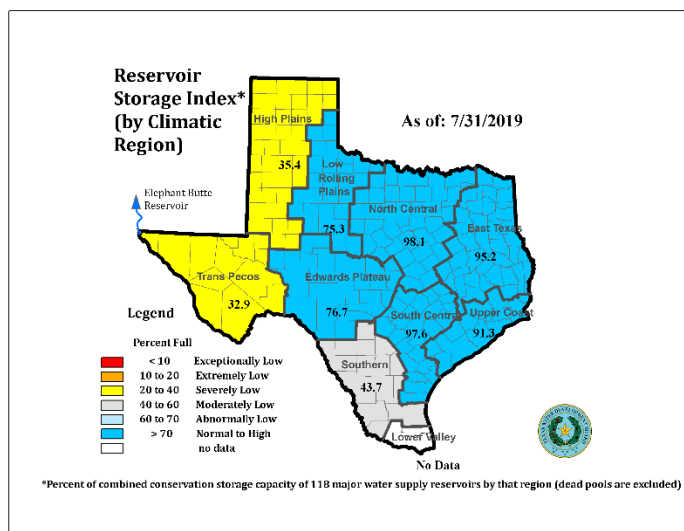 Reservoir
Storage Index*
(by Climatic
Region)
As of: 7/31/2019
High Plains
35.4
Low
Rolling
Plains
75.3
North Central
98.1
East Texas
95.2
Elephant Butte
Reservoir
Trans Pecos
32.9
Edwards Plateau
76.7
South Central
97.6
Upper Coast
91.3
Southern
43.7
Lower Valley
No Data
Legend
Percent Full
< 10 Exceptionally Low
10 to 20 Extremely Low
20 to 40 Severely Low
40 to 60 Moderately Low
60 to 70 Abnormally Low
> 70 Normal to High
no data
*Percent of combined conservation storage capacity of 118 major water supply reservoirs by that region (dead pools are excluded)